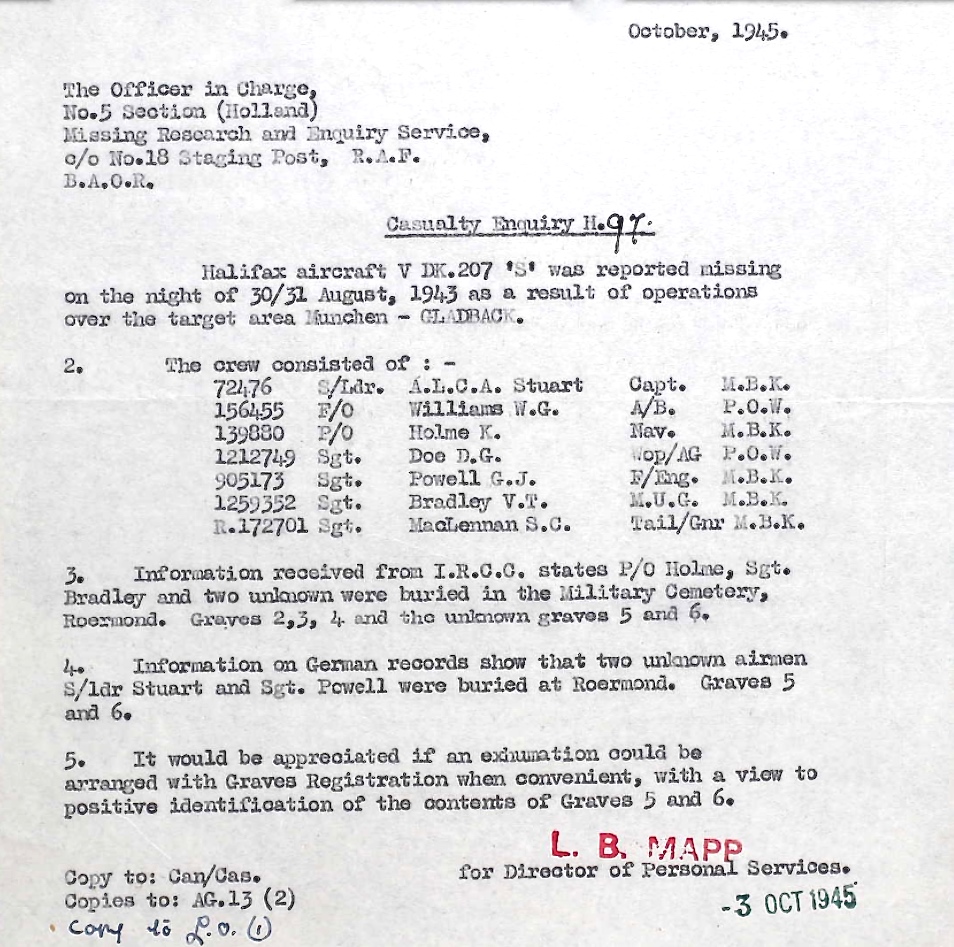 October, 1945.
The Officer in Charge,
No.5 Section (Holland)
Missing Research and Enquiry Service,
c/o No.18 Staging Post, R.A.F.
B.A.O.R.
Casualty Enquiry H.97.
Halifax aircraft V DK.207 'S' was reported missing
on the night of 30/31 August, 1943 as a result of operations
over the target area Munchen - GLADBACK.
2. The crew consisted of : -
72476 S/Ldr. A.L.C.A. Stuart Capt. M.B.K.
156455 F/O Williams W.G. A/B. P.O.W.
139880 P/O Holme K. Nav. M.B.K.
1212749 Sgt. Doe D.G. Wop/AG P.O.W.
905173 Sgt. Powell G.J. F/Eng. M.B.K.
1259352 Sgt. Bradley V.T. M.U.G. M.B.K.
R.172701 Sgt. MacLennan S.C. Tail/Gnr M.B.K.
3. Information received from I.R.C.C. states P/O Holme, Sgt.
Bradley and two unknown were buried in the Military Cemetery,
Roermond. Graves 2,3, 4 and the unknown graves 5 and 6.
4. Information on German records show that two unknown airmen
S/ldr Stuart and Sgt. Powell were buried at Roermond. Graves 5
and 6.
5. It would be appreciated if an exhumation could be
arranged with Graves Registration when convenient, with a view to
positive identification of the contents of Graves 5 and 6.
L. B. MAPP
for Director of Personal Services.
-3 OCT 1945
Copy to: Can/Cas.
Copies to: AG.13 (2)
Copy to L.O. (1)